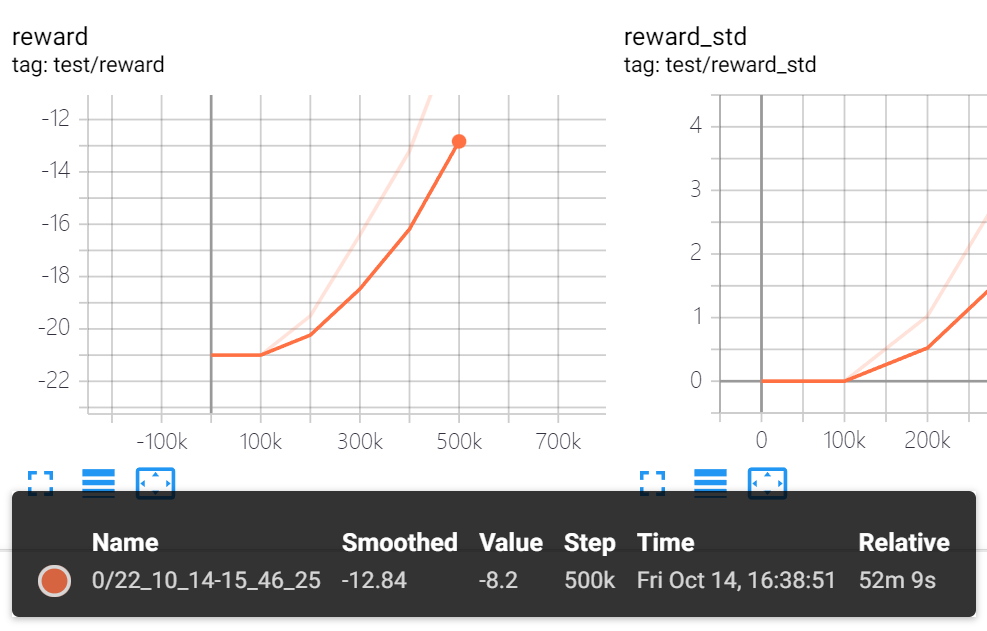 reward
tag: test/reward
-12
-14
-16
-18
-20
-22
-100k 100k 300k 500k 700k
reward_std
tag: test/reward_std
4
3
2
1
0
0 100k 200k
Name Smoothed Value Step Time Relative
0/22_10_14-15_46_25 -12.84 -8.2 500k Fri Oct 14, 16:38:51 52m 9s